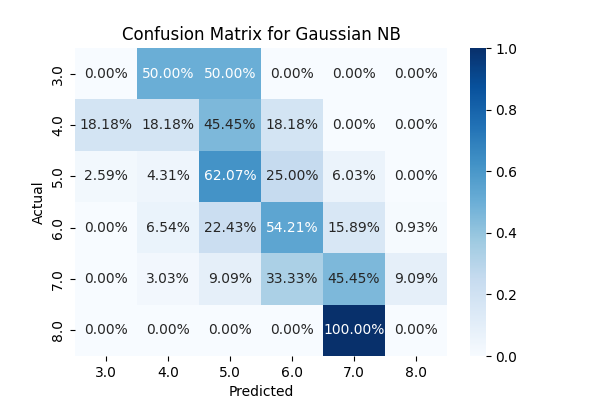 Confusion Matrix for Gaussian NB
3.0 0.00% 50.00% 50.00% 0.00% 0.00% 0.00%
4.0 18.18% 18.18% 45.45% 18.18% 0.00% 0.00%
5.0 2.59% 4.31% 62.07% 25.00% 6.03% 0.00%
6.0 0.00% 6.54% 22.43% 54.21% 15.89% 0.93%
7.0 0.00% 3.03% 9.09% 33.33% 45.45% 9.09%
8.0 0.00% 0.00% 0.00% 0.00% 100.00% 0.00%
3.0 4.0 5.0 6.0 7.0 8.0
Predicted
Actual
1.0
0.8
0.6
0.4
0.2
0.0